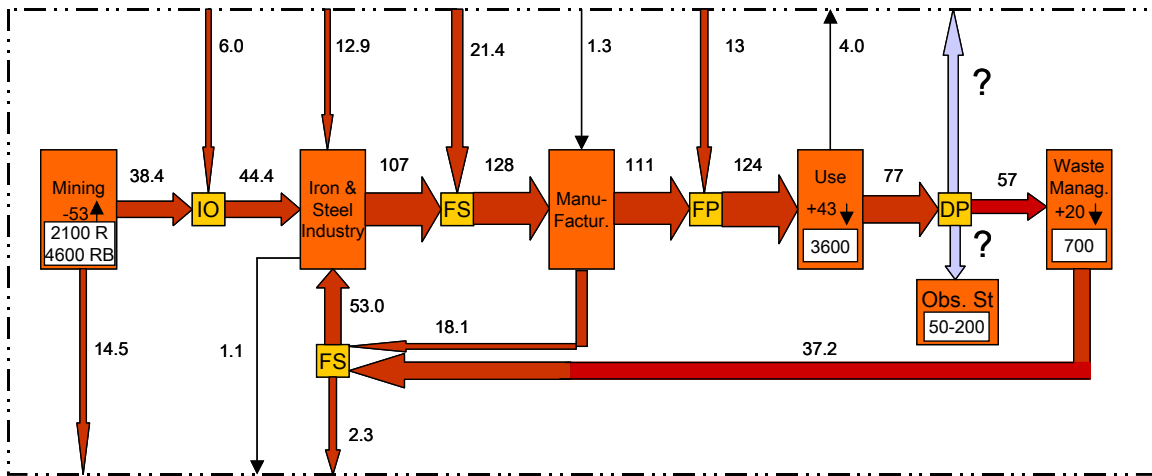 6.0
12.9
21.4
1.3
13
4.0
?
Mining
-53
2100 R
4600 RB
38.4
IO
44.4
Iron &
Steel
Industry
107
FS
128
Manu-
Factur.
111
FP
124
Use
+43
3600
77
DP
57
Waste
Manag.
+20
700
?
Obs. St
50-200
53.0
18.1
37.2
FS
14.5
1.1
2.3